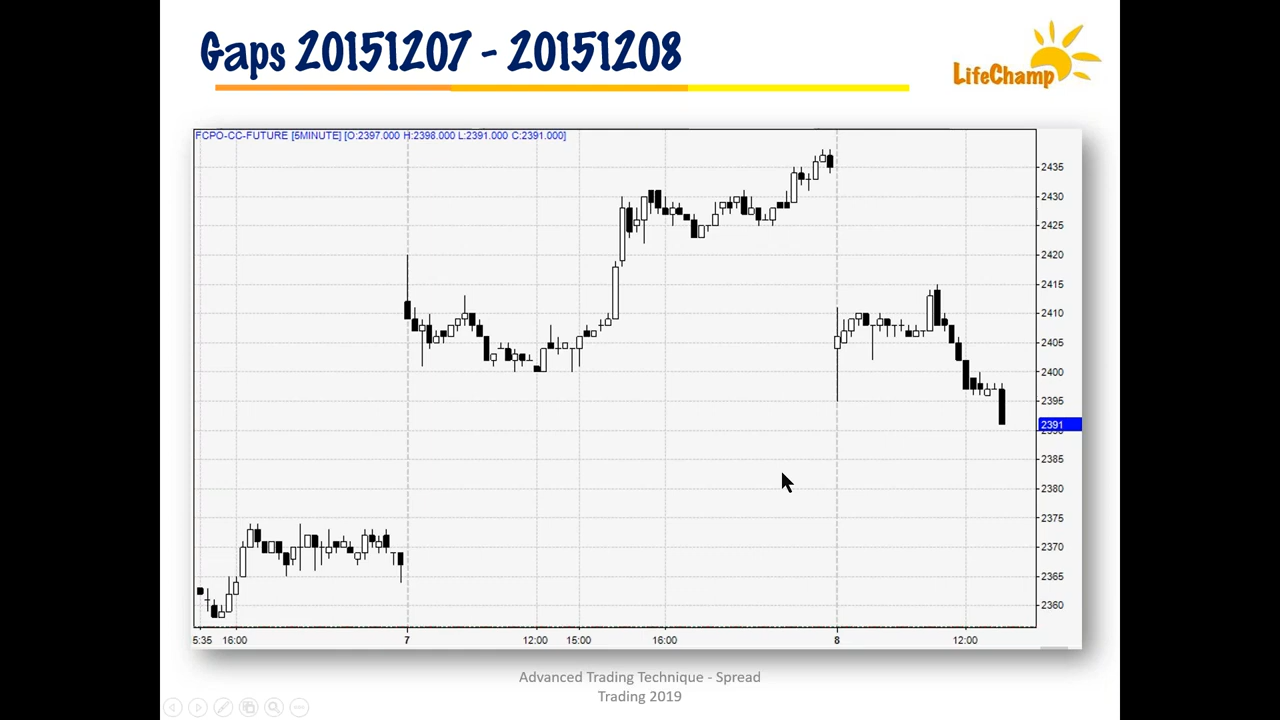 Gaps 20151207 - 20151208
LifeChamp
FCPO-CC-FUTURE [5MINUTE] [O:2397.000 H:2398.000 L:2391.000 C:2391.000]
2435
2430
2425
2420
2415
2410
2405
2400
2395
2391
2390
2385
2380
2375
2370
2365
2360
5:35 16:00 7 12:00 15:00 16:00 8 12:00
Advanced Trading Technique - Spread
Trading 2019